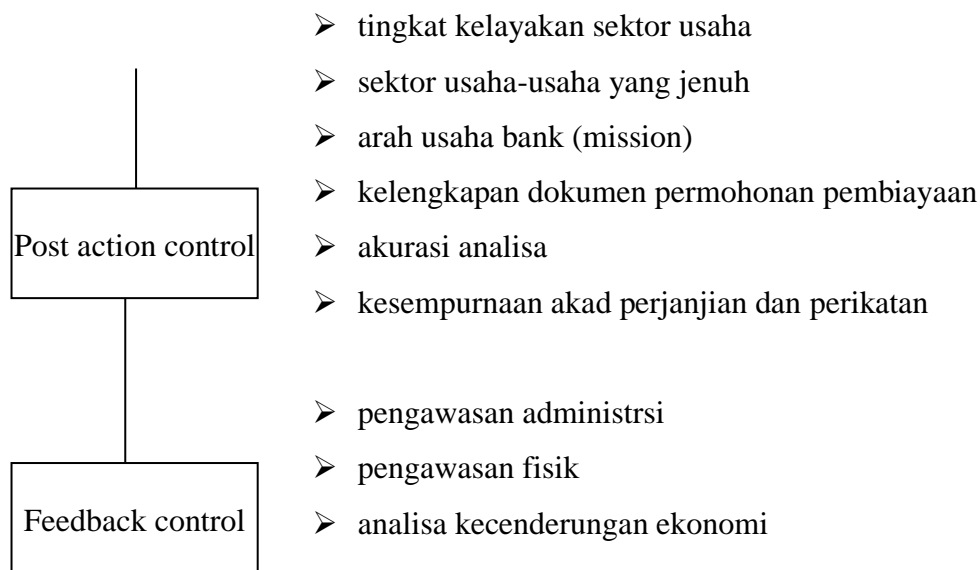 ➢ tingkat kelayakan sektor usaha
➢ sektor usaha-usaha yang jenuh
➢ arah usaha bank (mission)
➢ kelengkapan dokumen permohonan pembiayaan
Post action control
➢ akurasi analisa
➢ kesempurnaan akad perjanjian dan perikatan
➢ pengawasan administrsi
➢ pengawasan fisik
Feedback control
➢ analisa kecenderungan ekonomi